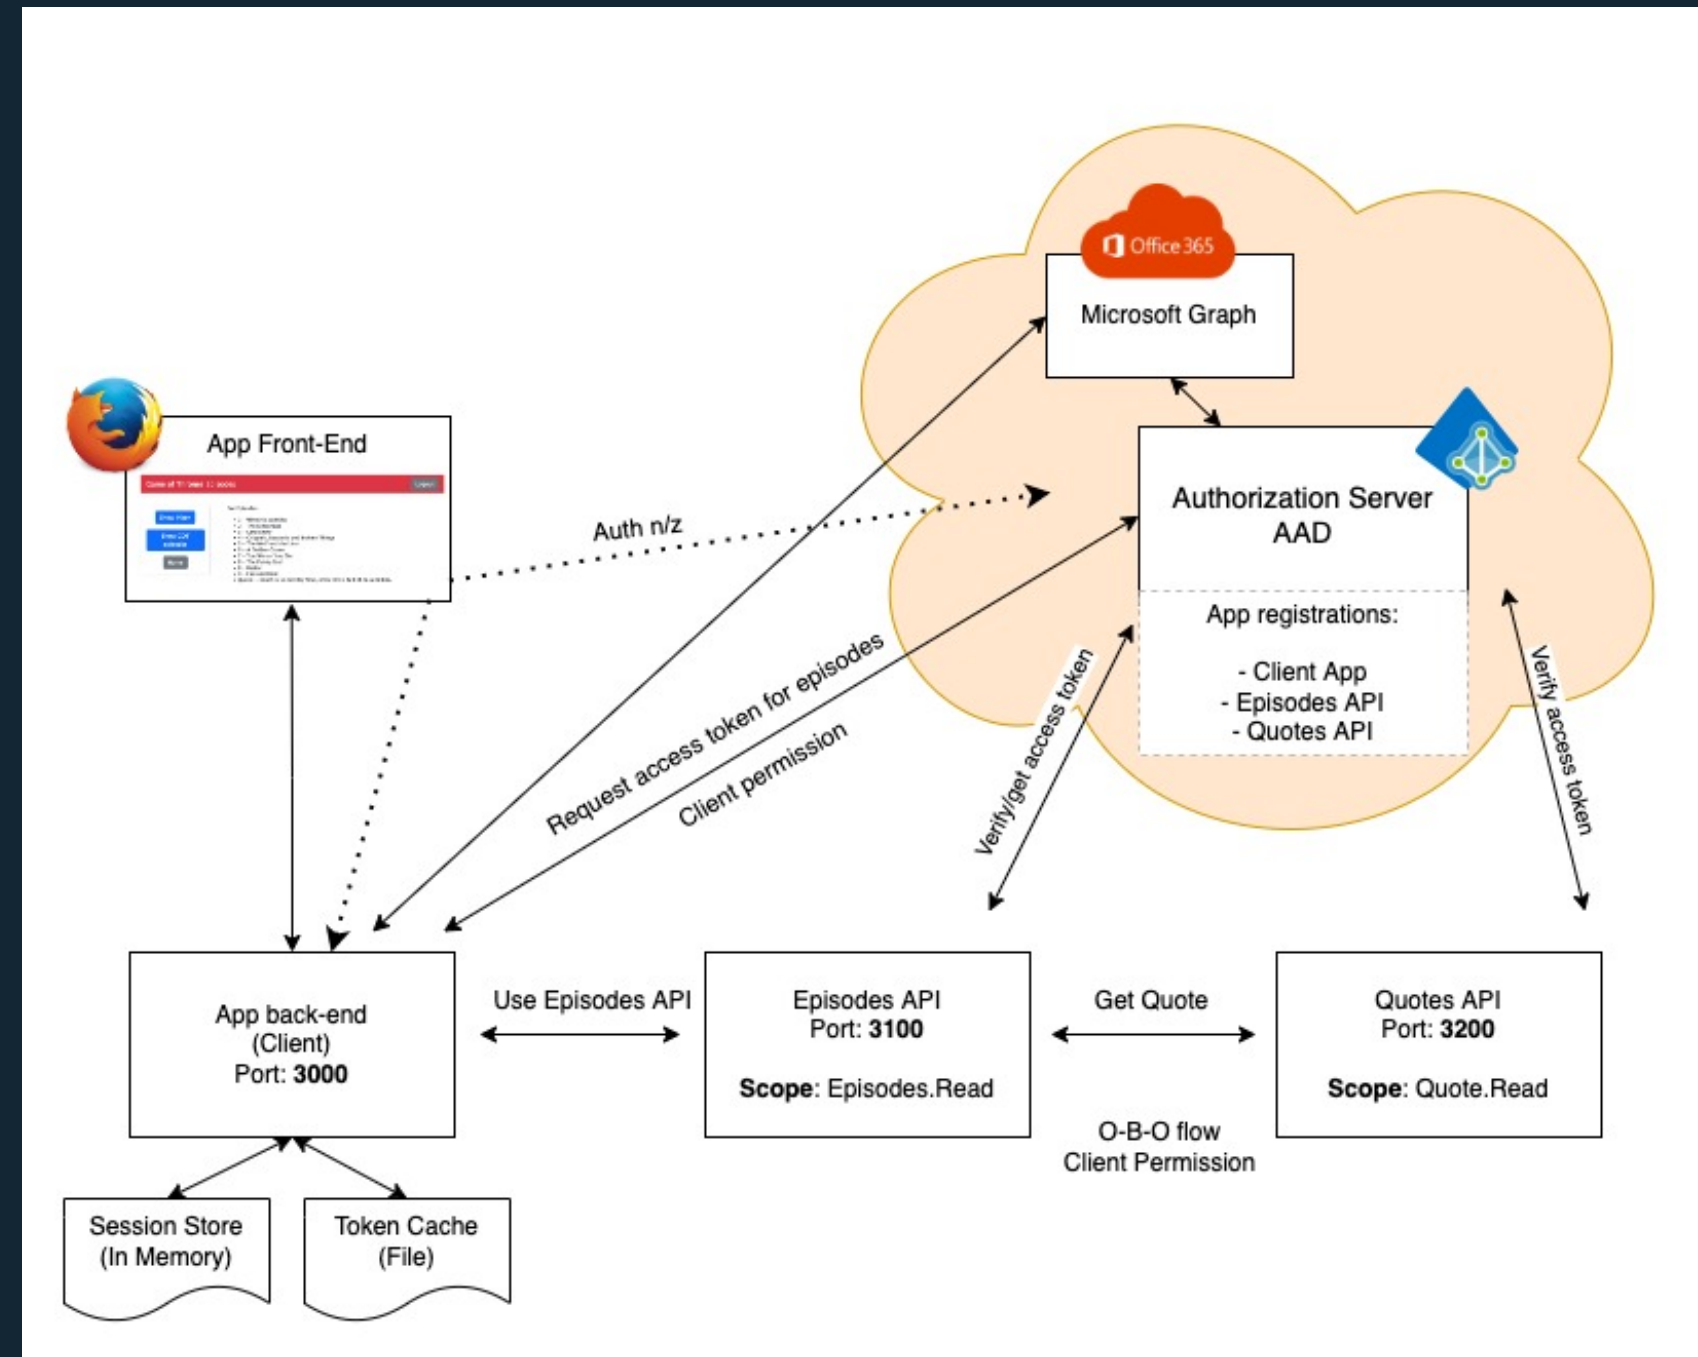 Office 365
Microsoft Graph
App Front-End
Auth n/z
Authorization Server
AAD
App registrations:
- Client App
- Episodes API
- Quotes API
Request access token for episodes
Client permission
Verify/get access token
Verify access token
App back-end
(Client)
Port: 3000
Use Episodes API
Episodes API
Port: 3100
Scope: Episodes.Read
Get Quote
O-B-O flow
Client Permission
Quotes API
Port: 3200
Scope: Quote.Read
Session Store
(In Memory)
Token Cache
(File)